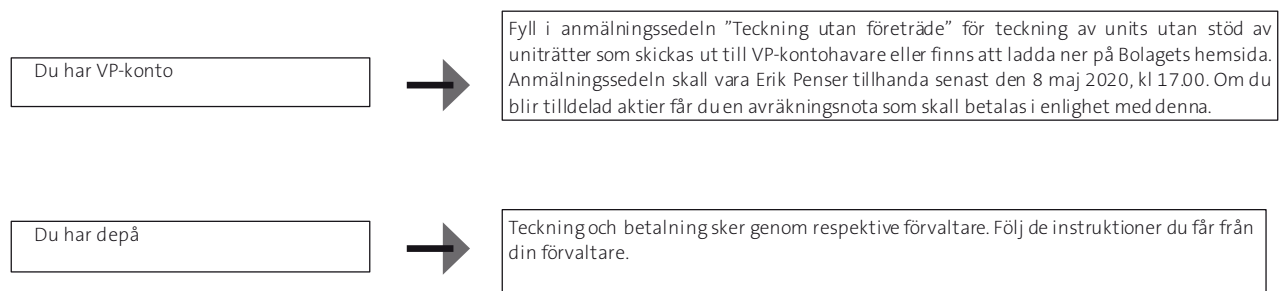 Du har VP-konto
Fyll i anmälningssedeln ”Teckning utan företräde” för teckning av units utan stöd av
uniträtter som skickas ut till VP-kontohavare eller finns att ladda ner på Bolagets hemsida.
Anmälningssedeln skall vara Erik Penser tillhanda senast den 8 maj 2020, kl 17.00. Om du
blir tilldelad aktier får du en avräkningsnota som skall betalas i enlighet med denna.
Du har depå
Teckning och betalning sker genom respektive förvaltare. Följ de instruktioner du får från
din förvaltare.